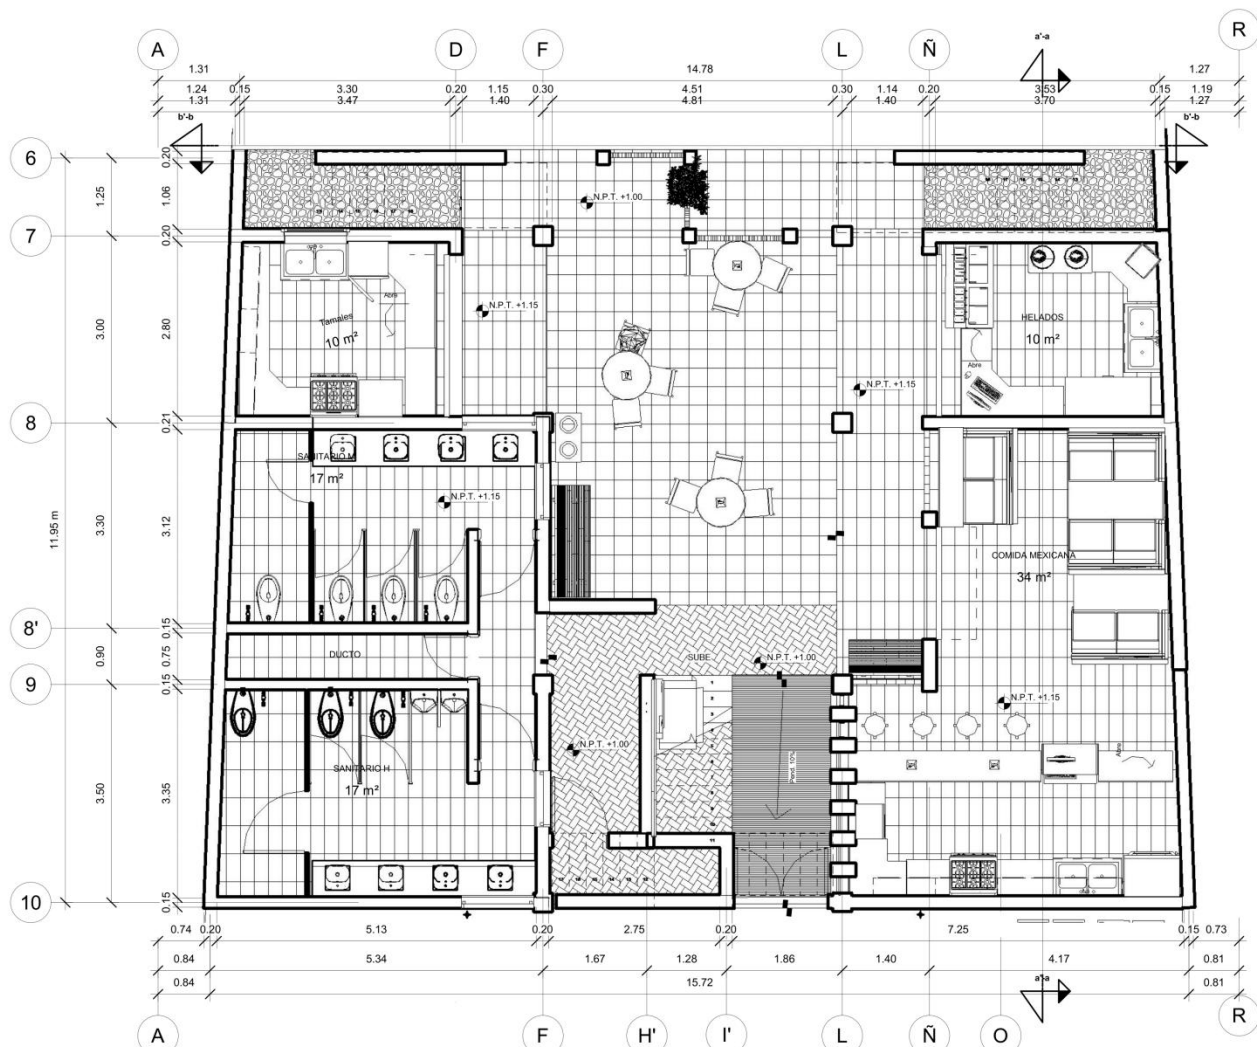 A D F L Ñ R
a'-a
1.31 14.78 1.27
1.24 0.15 3.30 0.20 1.15 0.30 4.51 0.30 1.14 0.20 3.53 0.15 1.19
1.31 3.47 1.40 4.81 1.40 3.70 1.27
b'-b b'-b
6
0.20
1.25
1.06
N.P.T. +1.00
7
0.20
Abre
N.P.T. +1.15
Tamales
10 m²
HELADOS
10 m²
3.00
2.80
Abre
N.P.T. +1.15
8
0.21
SANITARIO M
17 m²
N.P.T. +1.15
11.95 m
3.30
3.12
COMIDA MEXICANA
34 m²
8'
0.15
0.90
0.75
DUCTO
SUBE
N.P.T. +1.00
9
0.15
N.P.T. +1.15
N.P.T. +1.00
Abre
Pend. 10%
SANITARIO H
17 m²
3.50
3.35
10
0.15
0.74 0.20 5.13 0.20 2.75 0.20 7.25 0.15 0.73
0.84 5.34 1.67 1.28 1.86 1.40 4.17 0.81
a'-a
0.84 15.72 0.81
A F H' I' L Ñ O R